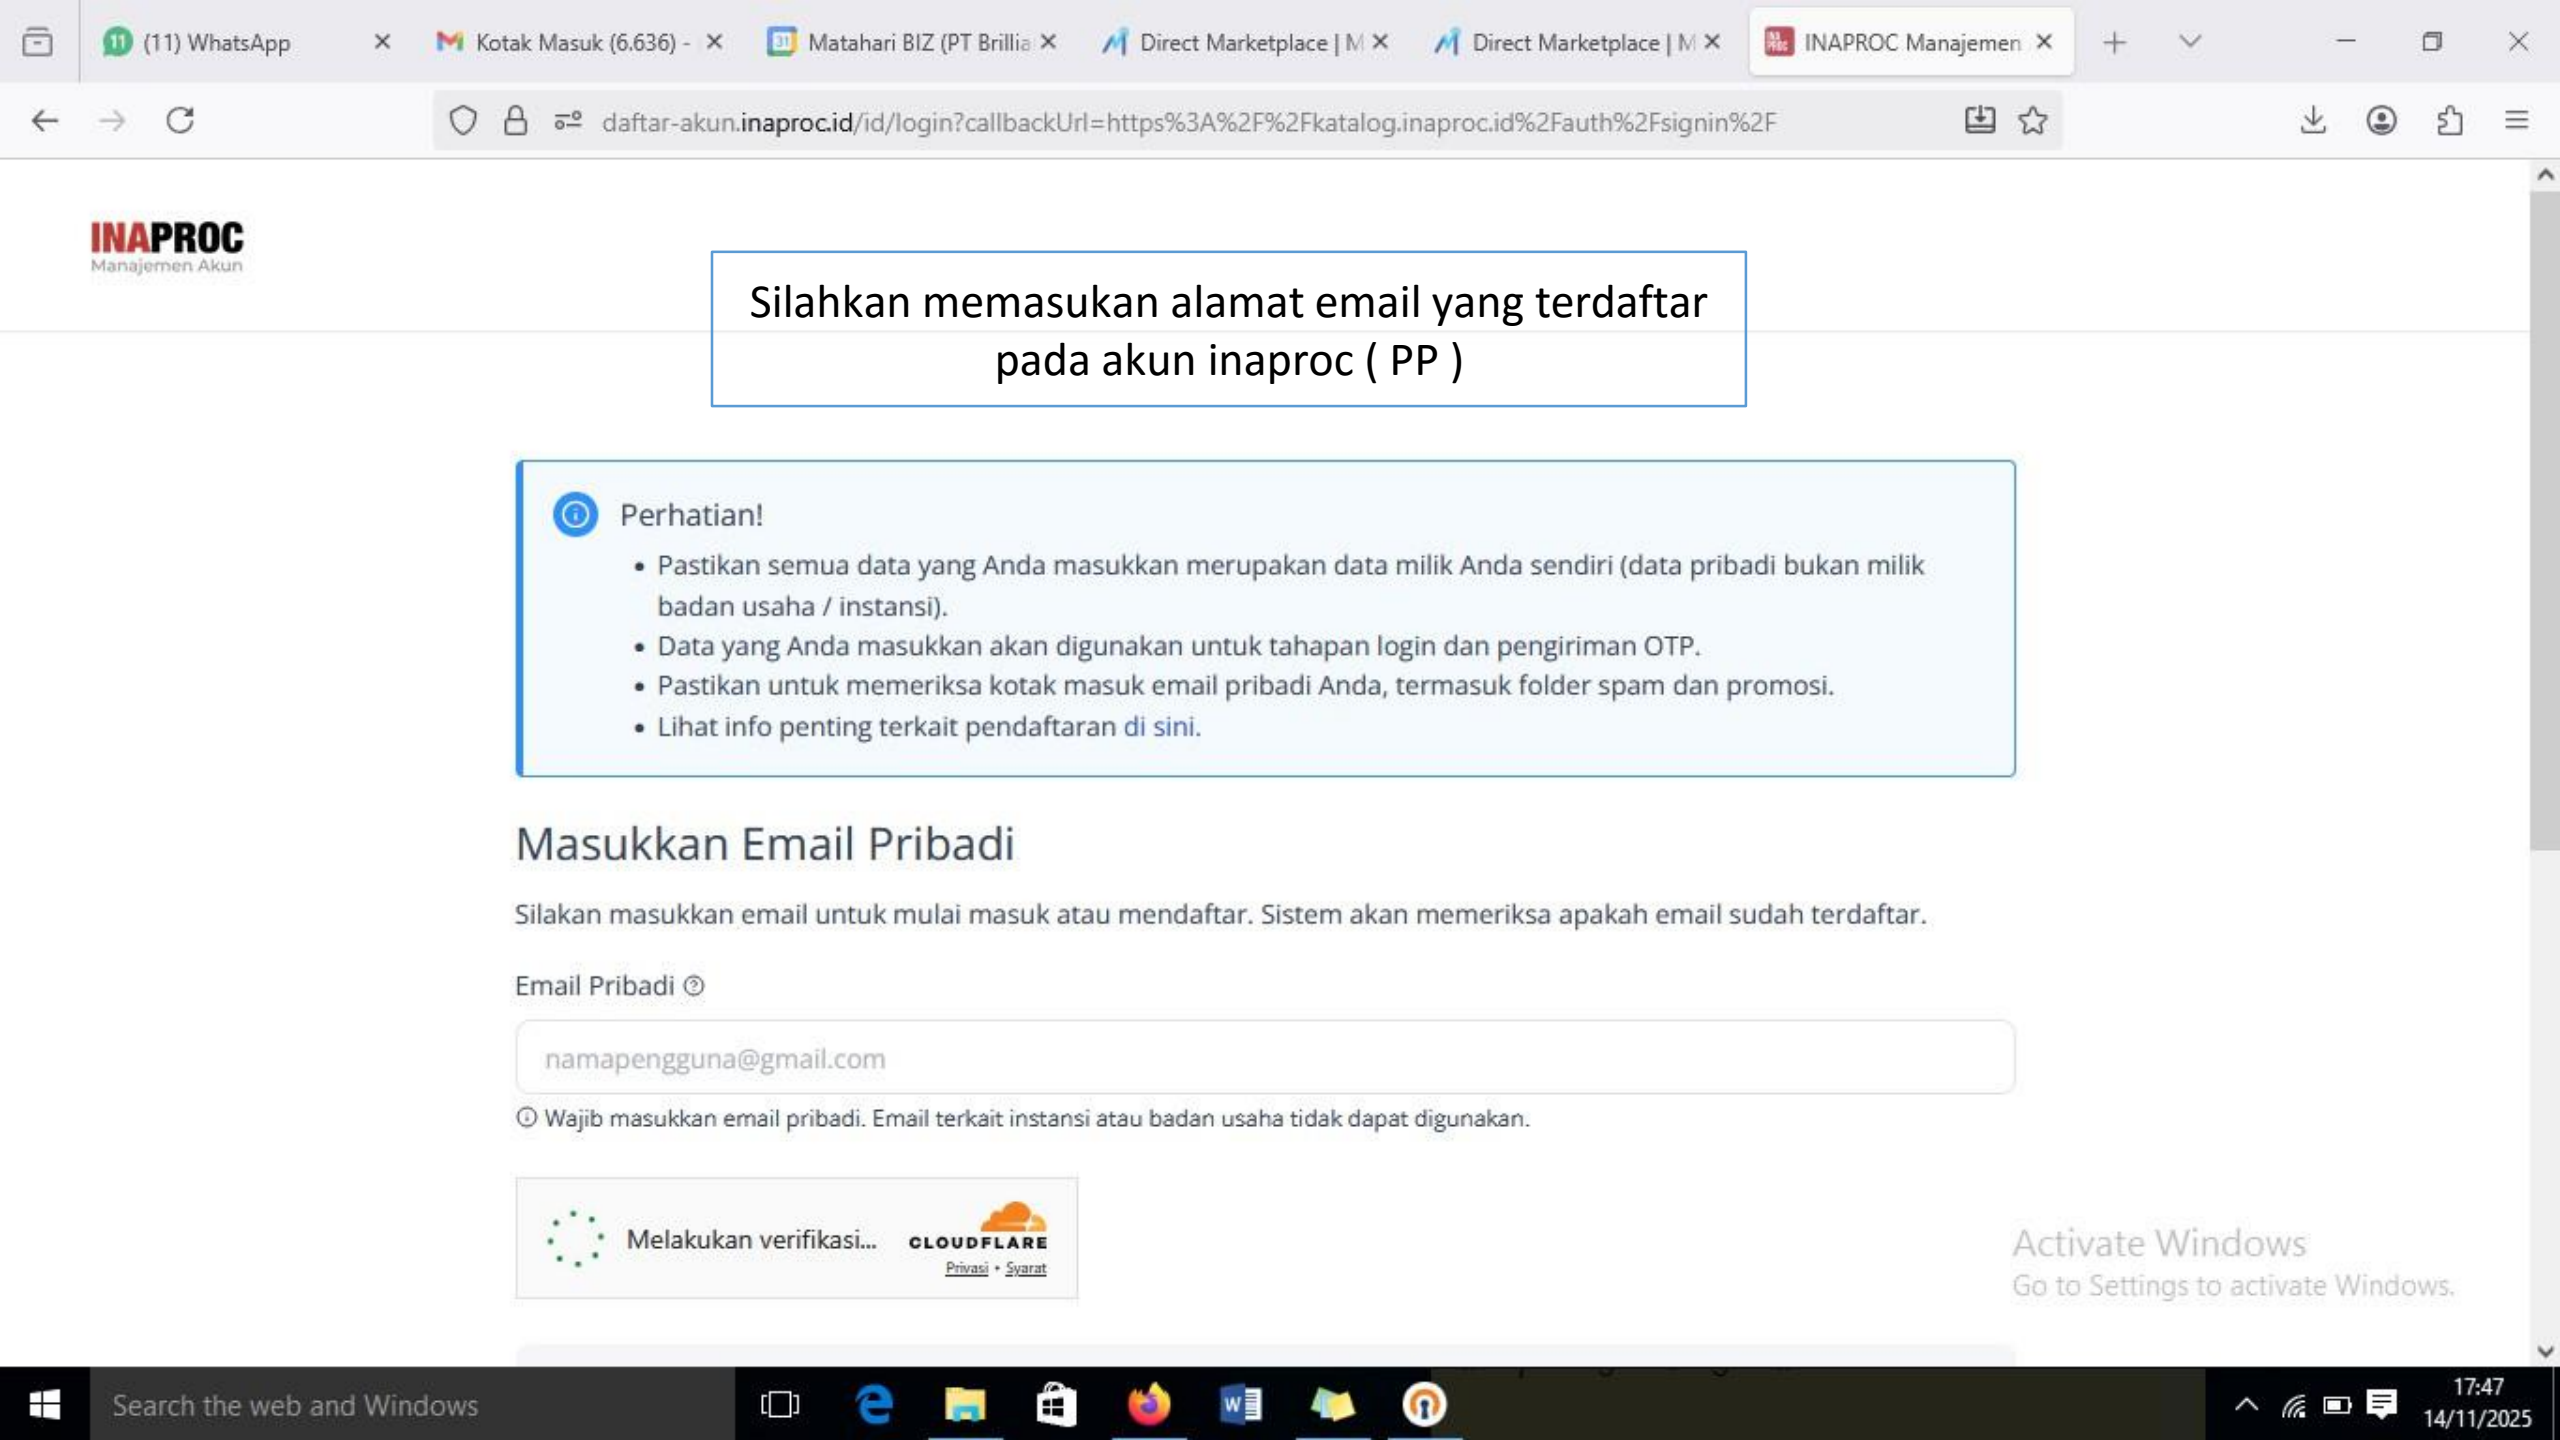 11 (11) WhatsApp
Kotak Masuk (6.636) -
31 Matahari BIZ (PT Brillia
Direct Marketplace | M
Direct Marketplace | M
INAPROC Manajemen
daftar-akun.inaproc.id/id/login?callbackUrl=https%3A%2F%2Fkatalog.inaproc.id%2Fauth%2Fsignin%2F
INAPROC
Manajemen Akun
Silahkan memasukan alamat email yang terdaftar
pada akun inaproc ( PP )
Perhatian!
• Pastikan semua data yang Anda masukkan merupakan data milik Anda sendiri (data pribadi bukan milik
badan usaha / instansi).
• Data yang Anda masukkan akan digunakan untuk tahapan login dan pengiriman OTP.
• Pastikan untuk memeriksa kotak masuk email pribadi Anda, termasuk folder spam dan promosi.
• Lihat info penting terkait pendaftaran di sini.
Masukkan Email Pribadi
Silakan masukkan email untuk mulai masuk atau mendaftar. Sistem akan memeriksa apakah email sudah terdaftar.
Email Pribadi
namapengguna@gmail.com
Wajib masukkan email pribadi. Email terkait instansi atau badan usaha tidak dapat digunakan.
Melakukan verifikasi...
CLOUDFLARE
Privasi • Syarat
Activate Windows
Go to Settings to activate Windows.
Search the web and Windows
17:47
14/11/2025